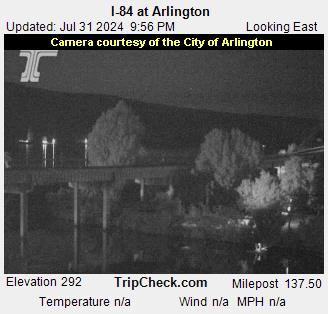 I-84 at Arlington
Updated: Jul 31 2024 9:56 PM Looking East
Camera courtesy of the City of Arlington
Elevation 292 TripCheck.com Milepost 137.50
Temperature n/a Wind n/a MPH n/a